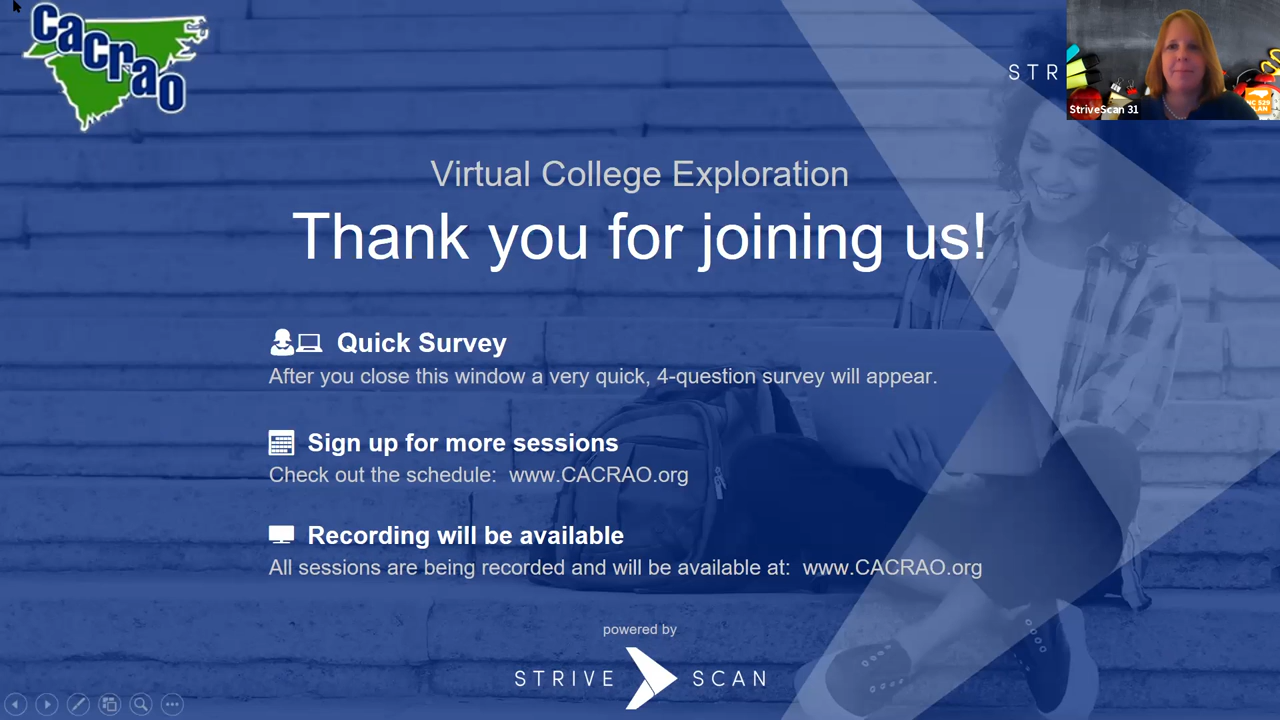 cacrao
STR
StriveScan 31
NC 529
PLAN
Virtual College Exploration
Thank you for joining us!
Quick Survey
After you close this window a very quick, 4-question survey will appear.
Sign up for more sessions
Check out the schedule: www.CACRAO.org
Recording will be available
All sessions are being recorded and will be available at: www.CACRAO.org
powered by
STRIVE SCAN